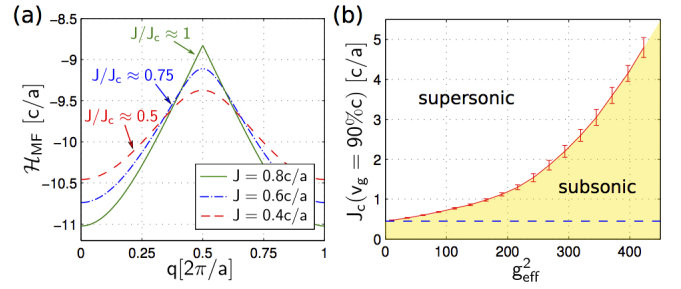 (a)
J/J_c ≈ 1
J/J_c ≈ 0.75
J/J_c ≈ 0.5
-8.5
-9
-9.5
-10
-10.5
-11
ℋ_MF [c/a]
J = 0.8c/a
J = 0.6c/a
J = 0.4c/a
0 0.25 0.5 0.75 1
q[2π/a]
(b)
5
4
3
2
1
0
J_c(v_g = 90%c) [c/a]
supersonic
subsonic
0 100 200 300 400
g²_eff